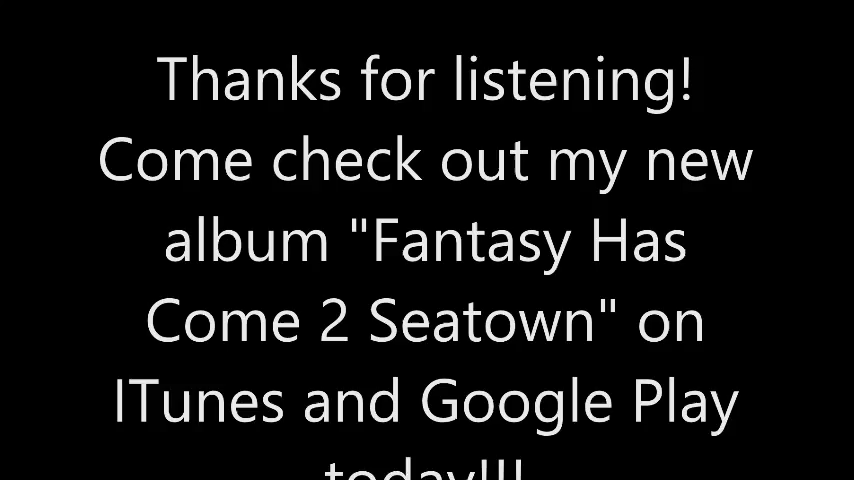 Thanks for listening!
Come check out my new
album "Fantasy Has
Come 2 Seatown" on
ITunes and Google Play
today!!!